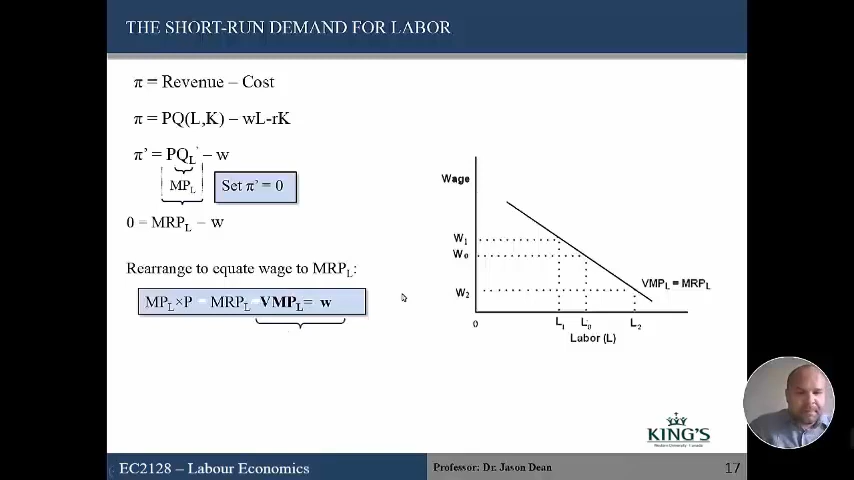 THE SHORT-RUN DEMAND FOR LABOR
π = Revenue – Cost
π = PQ(L,K) – wL-rK
π' = PQL' – w
MPL
Set π' = 0
0 = MRPL – w
Rearrange to equate wage to MRPL:
MPL×P = MRPL = VMPL= w
Wage
W1
W0
W2
VMPL = MRPL
0
L1
L0
L2
Labor (L)
KING'S
EC2128 – Labour Economics
Professor: Dr. Jason Dean
17